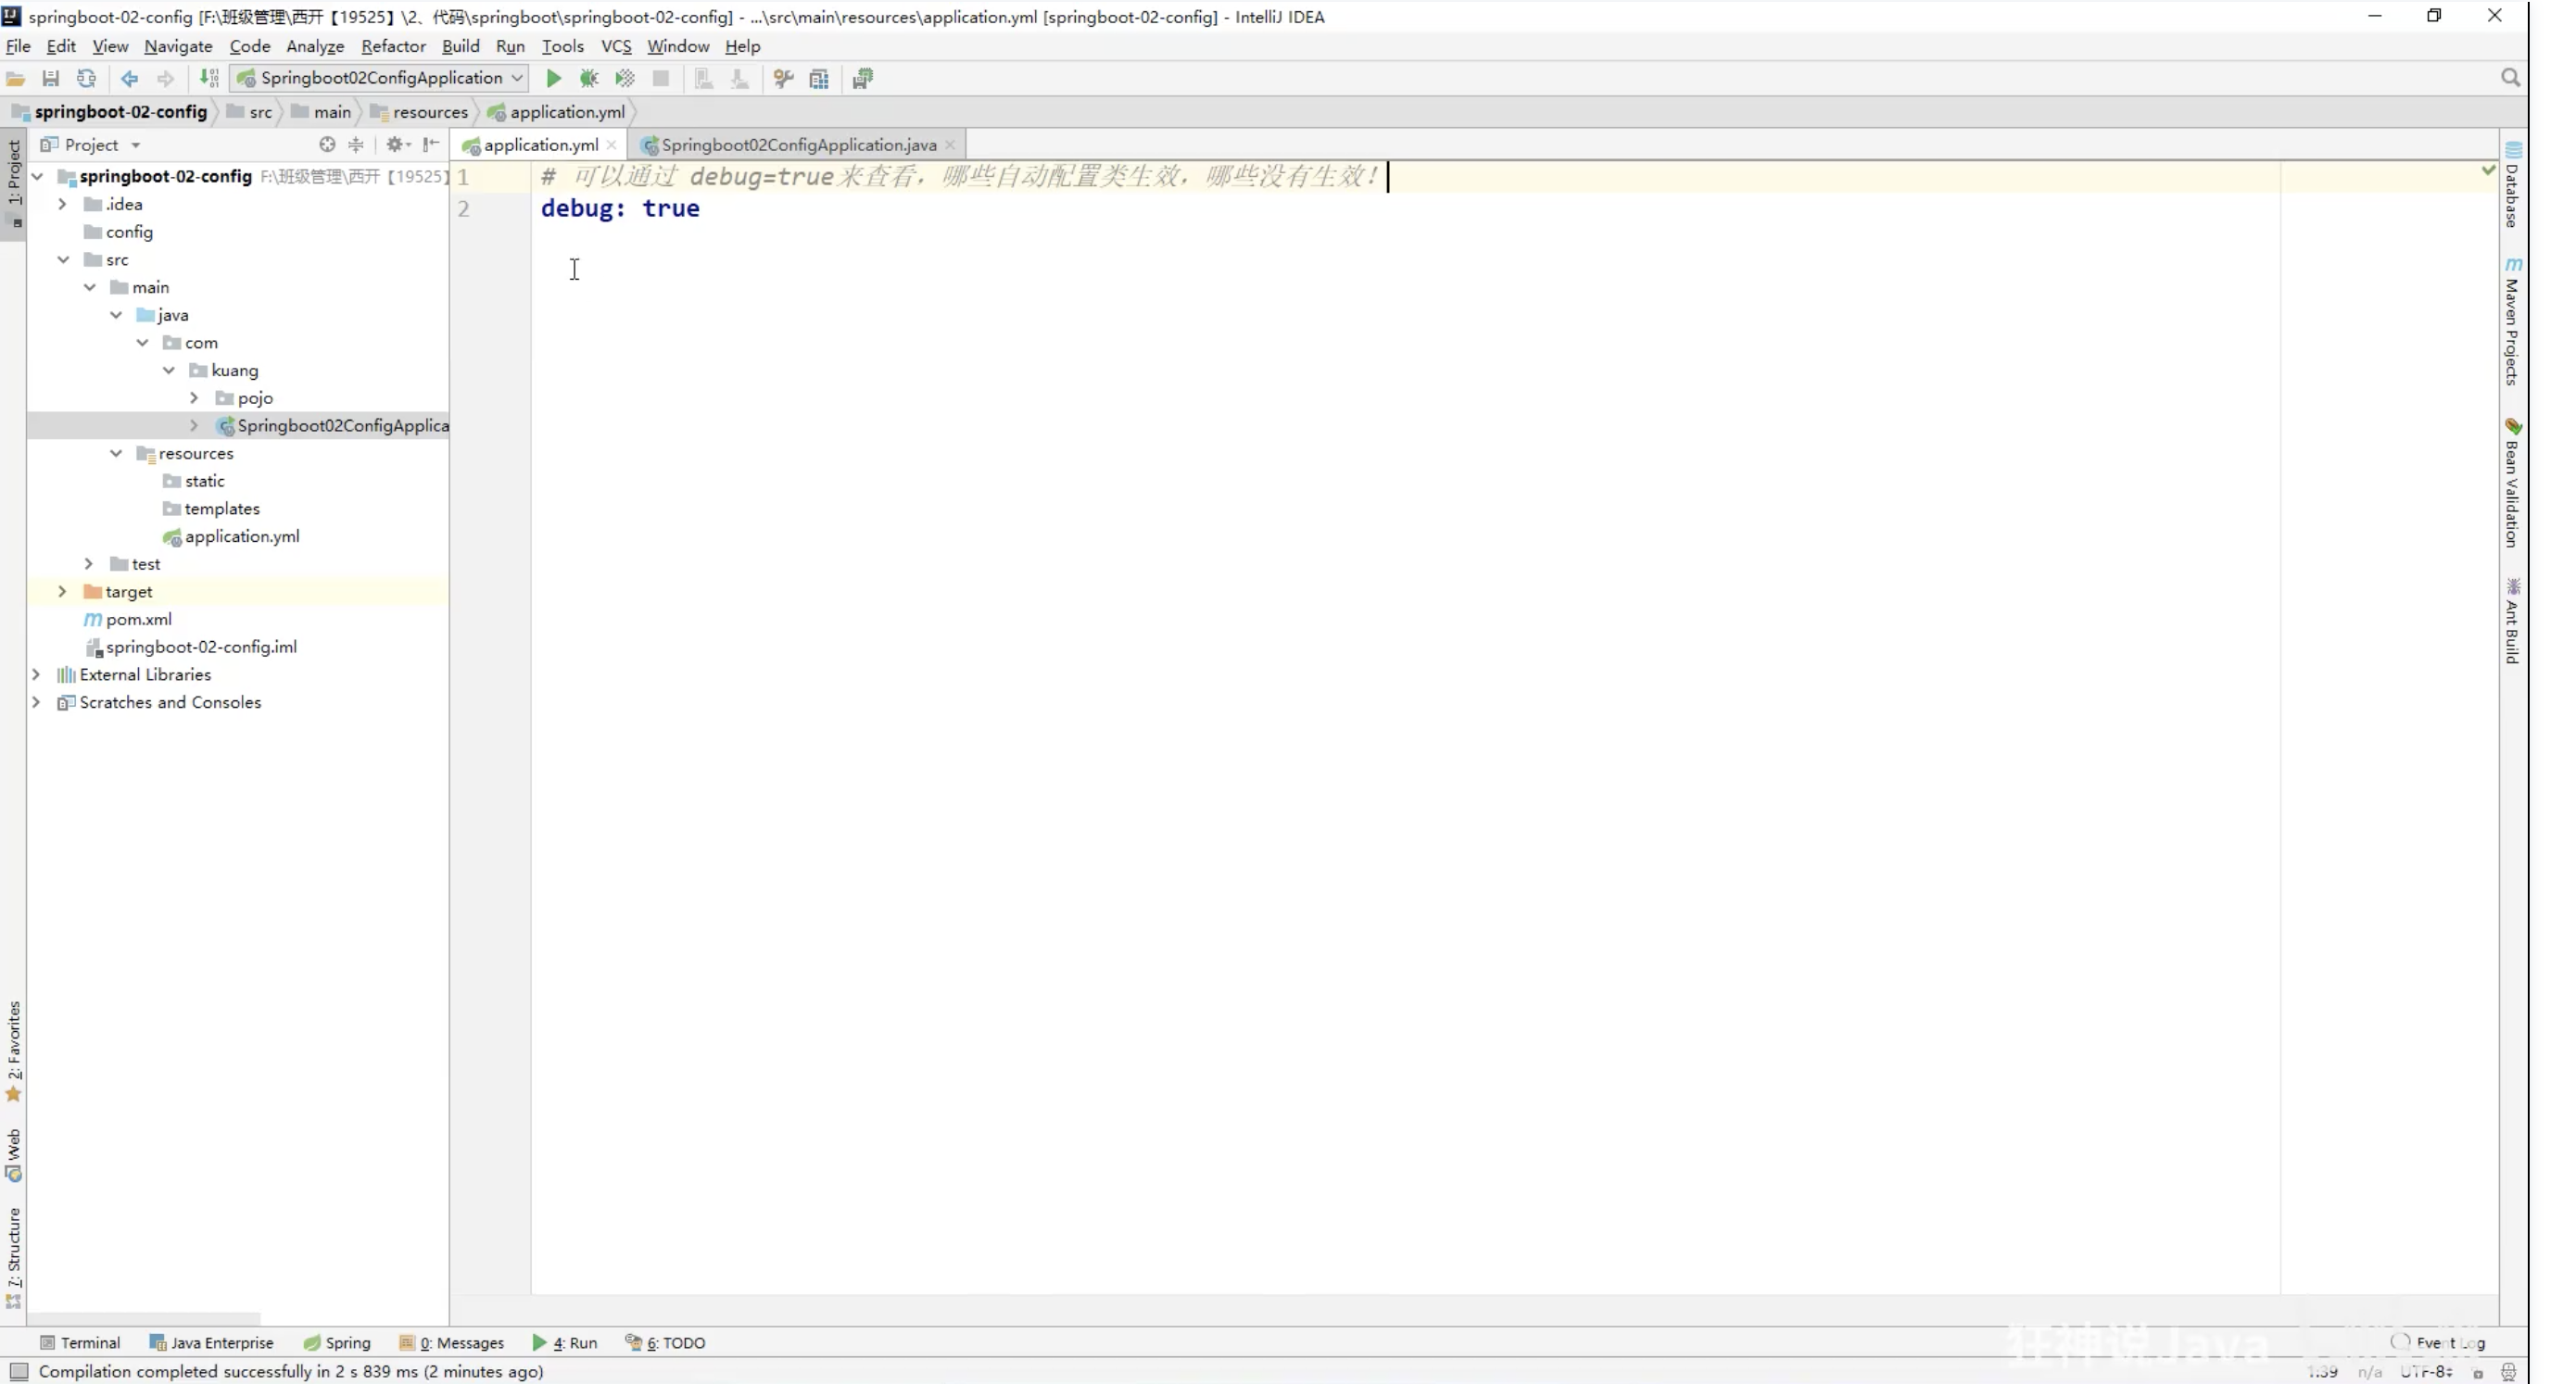 springboot-02-config [F:\班级管理\西开【19525】\2、代码\springboot\springboot-02-config] - ...\src\main\resources\application.yml [springboot-02-config] - IntelliJ IDEA
File Edit View Navigate Code Analyze Refactor Build Run Tools VCS Window Help
Springboot02ConfigApplication
springboot-02-config src main resources application.yml
Project
application.yml
Springboot02ConfigApplication.java
1: Project
springboot-02-config F:\班级管理\西开【19525】
.idea
config
src
main
java
com
kuang
pojo
Springboot02ConfigApplica
resources
static
templates
application.yml
test
target
pom.xml
springboot-02-config.iml
External Libraries
Scratches and Consoles
1 # 可以通过 debug=true来查看，哪些自动配置类生效，哪些没有生效！
2 debug: true
Database
Maven Projects
Bean Validation
Ant Build
2: Favorites
Web
7: Structure
Terminal Java Enterprise Spring 0: Messages 4: Run 6: TODO
狂神说Java
Event Log
Compilation completed successfully in 2 s 839 ms (2 minutes ago)
1:39 n/a UTF-8